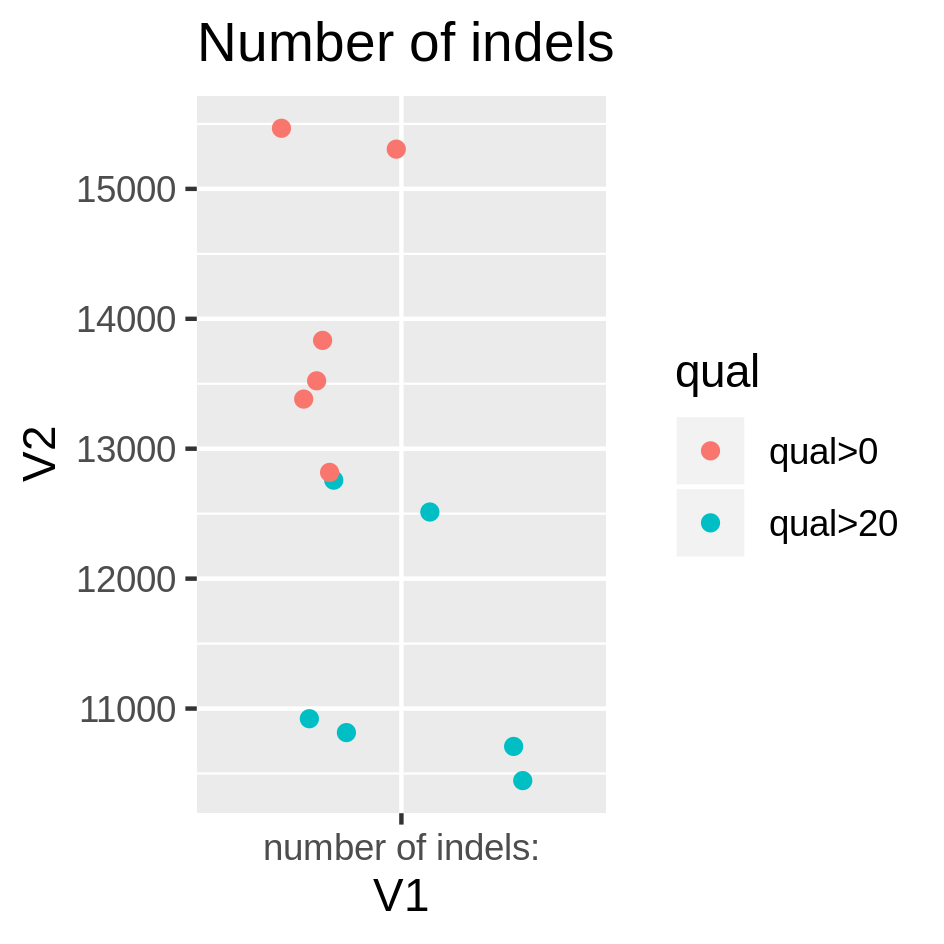 Number of indels
15000
14000
13000
12000
11000
V2
number of indels:
V1
qual
qual>0
qual>20